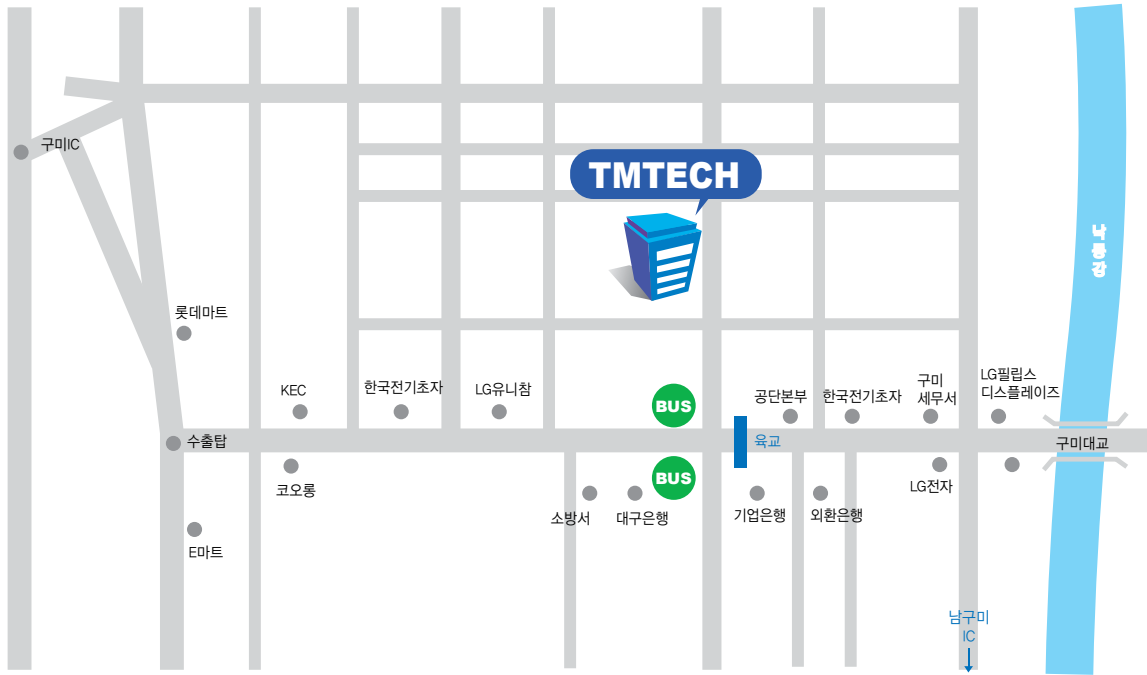 구미IC
TMTECH
낙
동
강
롯데마트
KEC
한국전기초자
LG유니참
BUS
공단본부
한국전기초자
구미
세무서
LG필립스
디스플레이즈
수출탑
육교
구미대교
코오롱
BUS
LG전자
소방서
대구은행
기업은행
외환은행
E마트
남구미
IC